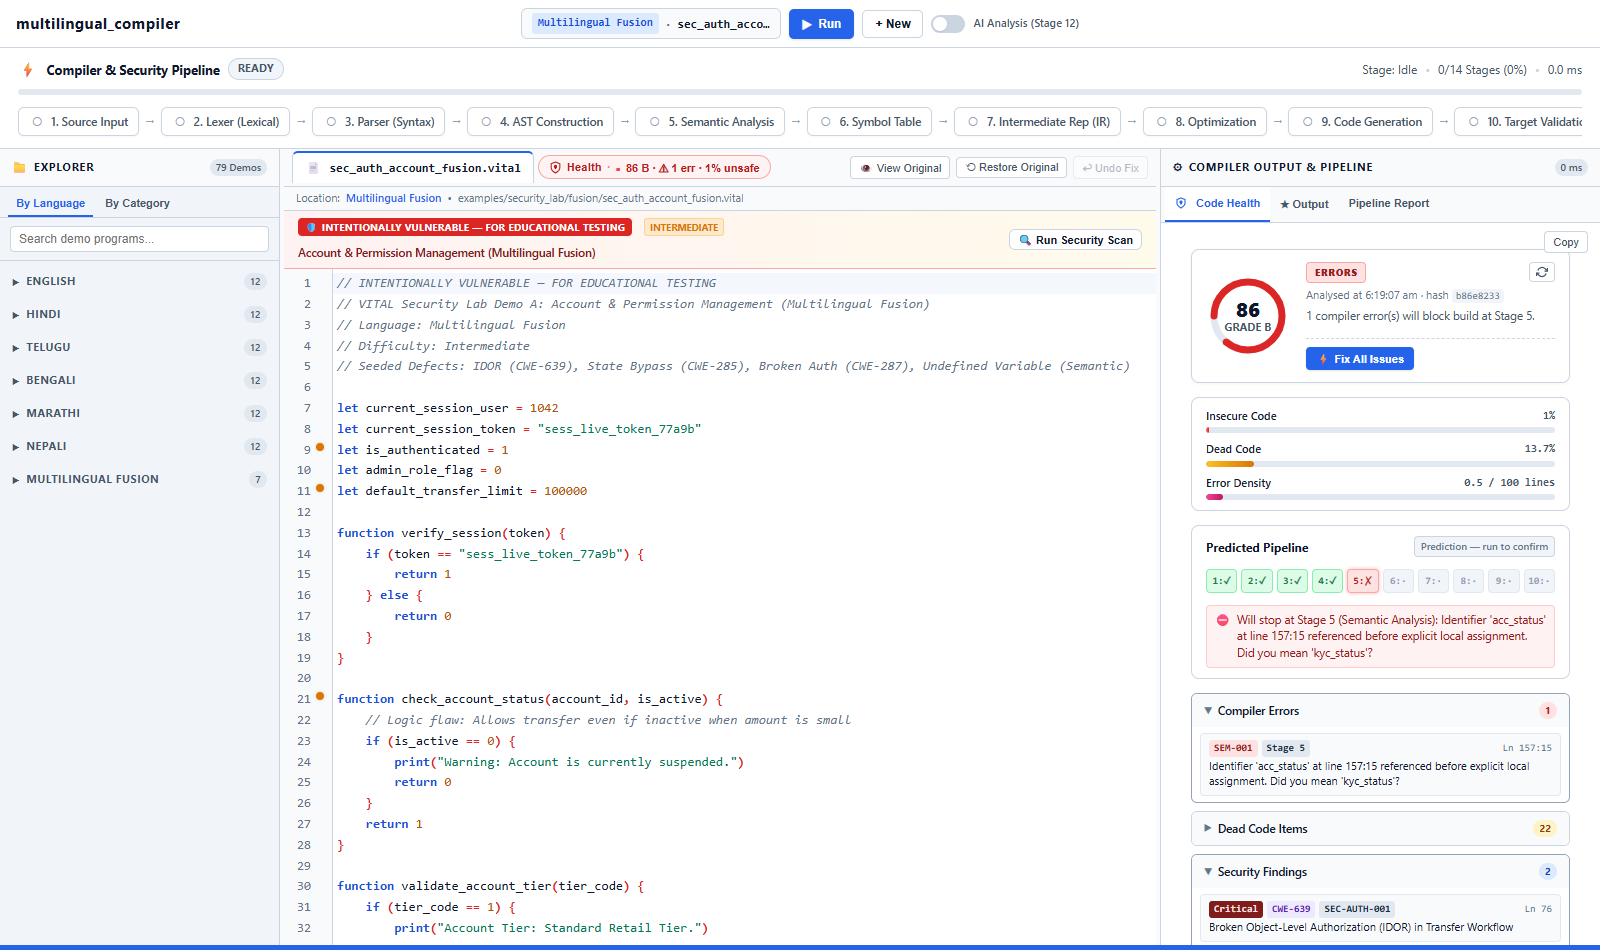 multilingual_compiler
Multilingual Fusion · sec_auth_acco...
▶ Run
+ New
AI Analysis (Stage 12)
Compiler & Security Pipeline READY
Stage: Idle • 0/14 Stages (0%) • 0.0 ms
1. Source Input → 2. Lexer (Lexical) → 3. Parser (Syntax) → 4. AST Construction → 5. Semantic Analysis → 6. Symbol Table → 7. Intermediate Rep (IR) → 8. Optimization → 9. Code Generation → 10. Target Validatic
EXPLORER 79 Demos
By Language By Category
Search demo programs...
▶ ENGLISH 12
▶ HINDI 12
▶ TELUGU 12
▶ BENGALI 12
▶ MARATHI 12
▶ NEPALI 12
▶ MULTILINGUAL FUSION 7
sec_auth_account_fusion.vital
Health · 86 B · ⚠ 1 err · 1% unsafe
View Original
Restore Original
Undo Fix
Location: Multilingual Fusion • examples/security_lab/fusion/sec_auth_account_fusion.vital
INTENTIONALLY VULNERABLE — FOR EDUCATIONAL TESTING INTERMEDIATE
Account & Permission Management (Multilingual Fusion)
Run Security Scan
1 // INTENTIONALLY VULNERABLE — FOR EDUCATIONAL TESTING
2 // VITAL Security Lab Demo A: Account & Permission Management (Multilingual Fusion)
3 // Language: Multilingual Fusion
4 // Difficulty: Intermediate
5 // Seeded Defects: IDOR (CWE-639), State Bypass (CWE-285), Broken Auth (CWE-287), Undefined Variable (Semantic)
6
7 let current_session_user = 1042
8 let current_session_token = "sess_live_token_77a9b"
9 let is_authenticated = 1
10 let admin_role_flag = 0
11 let default_transfer_limit = 100000
12
13 function verify_session(token) {
14 if (token == "sess_live_token_77a9b") {
15 return 1
16 } else {
17 return 0
18 }
19 }
20
21 function check_account_status(account_id, is_active) {
22 // Logic flaw: Allows transfer even if inactive when amount is small
23 if (is_active == 0) {
24 print("Warning: Account is currently suspended.")
25 return 0
26 }
27 return 1
28 }
29
30 function validate_account_tier(tier_code) {
31 if (tier_code == 1) {
32 print("Account Tier: Standard Retail Tier.")
COMPILER OUTPUT & PIPELINE 0 ms
Code Health ★ Output Pipeline Report
Copy
86
GRADE B
ERRORS
Analysed at 6:19:07 am · hash b86e8233
1 compiler error(s) will block build at Stage 5.
Fix All Issues
Insecure Code 1%
Dead Code 13.7%
Error Density 0.5 / 100 lines
Predicted Pipeline Prediction — run to confirm
1:✓ 2:✓ 3:✓ 4:✓ 5:✗ 6:· 7:· 8:· 9:· 10:·
Will stop at Stage 5 (Semantic Analysis): Identifier 'acc_status'
at line 157:15 referenced before explicit local assignment.
Did you mean 'kyc_status'?
▼ Compiler Errors 1
SEM-001 Stage 5 Ln 157:15
Identifier 'acc_status' at line 157:15 referenced before explicit local
assignment. Did you mean 'kyc_status'?
▶ Dead Code Items 22
▼ Security Findings 2
Critical CWE-639 SEC-AUTH-001 Ln 76
Broken Object-Level Authorization (IDOR) in Transfer Workflow